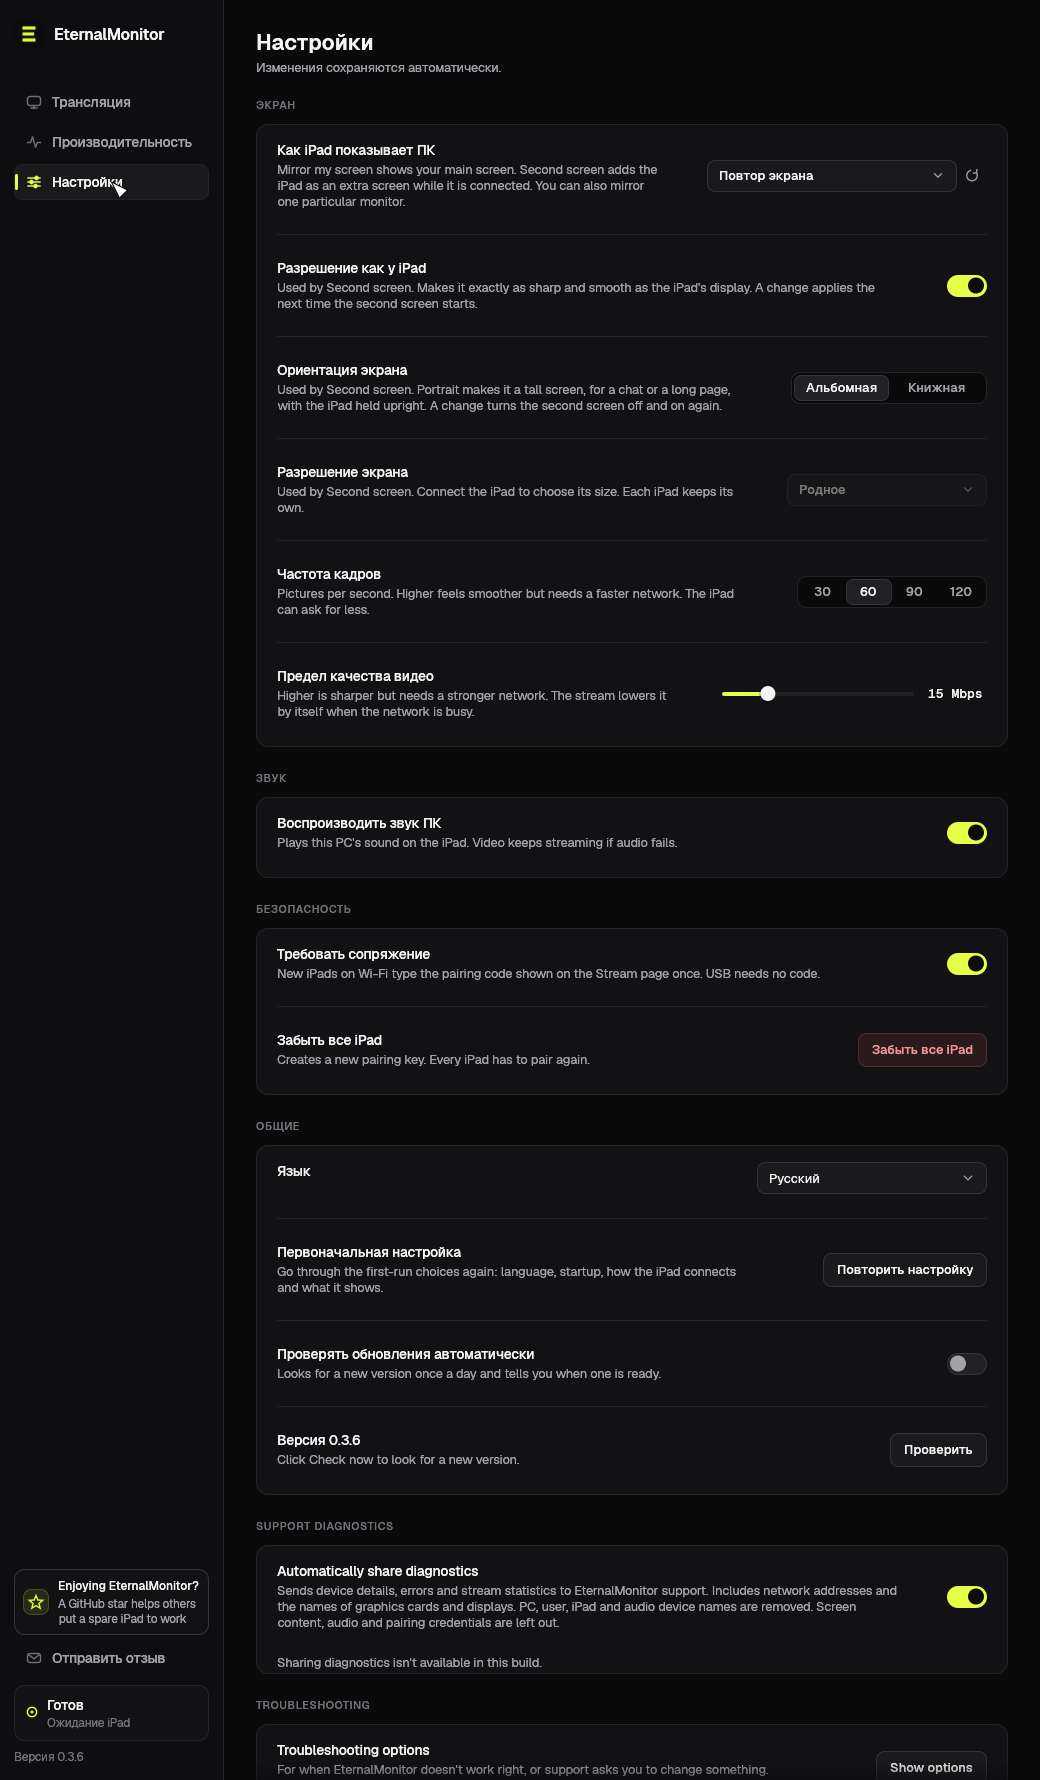 EternalMonitor
Трансляция
Производительность
Настройки
Enjoying EternalMonitor?
A GitHub star helps others
put a spare iPad to work
Отправить отзыв
Готов
Ожидание iPad
Версия 0.3.6
Настройки
Изменения сохраняются автоматически.
ЭКРАН
Как iPad показывает ПК
Mirror my screen shows your main screen. Second screen adds the
iPad as an extra screen while it is connected. You can also mirror
one particular monitor.
Повтор экрана
Разрешение как у iPad
Used by Second screen. Makes it exactly as sharp and smooth as the iPad's display. A change applies the
next time the second screen starts.
Ориентация экрана
Used by Second screen. Portrait makes it a tall screen, for a chat or a long page,
with the iPad held upright. A change turns the second screen off and on again.
Альбомная
Книжная
Разрешение экрана
Used by Second screen. Connect the iPad to choose its size. Each iPad keeps its
own.
Родное
Частота кадров
Pictures per second. Higher feels smoother but needs a faster network. The iPad
can ask for less.
30
60
90
120
Предел качества видео
Higher is sharper but needs a stronger network. The stream lowers it
by itself when the network is busy.
15 Mbps
ЗВУК
Воспроизводить звук ПК
Plays this PC's sound on the iPad. Video keeps streaming if audio fails.
БЕЗОПАСНОСТЬ
Требовать сопряжение
New iPads on Wi-Fi type the pairing code shown on the Stream page once. USB needs no code.
Забыть все iPad
Creates a new pairing key. Every iPad has to pair again.
Забыть все iPad
ОБЩИЕ
Язык
Русский
Первоначальная настройка
Go through the first-run choices again: language, startup, how the iPad connects
and what it shows.
Повторить настройку
Проверять обновления автоматически
Looks for a new version once a day and tells you when one is ready.
Версия 0.3.6
Click Check now to look for a new version.
Проверить
SUPPORT DIAGNOSTICS
Automatically share diagnostics
Sends device details, errors and stream statistics to EternalMonitor support. Includes network addresses and
the names of graphics cards and displays. PC, user, iPad and audio device names are removed. Screen
content, audio and pairing credentials are left out.
Sharing diagnostics isn't available in this build.
TROUBLESHOOTING
Troubleshooting options
For when EternalMonitor doesn't work right, or support asks you to change something.
Show options